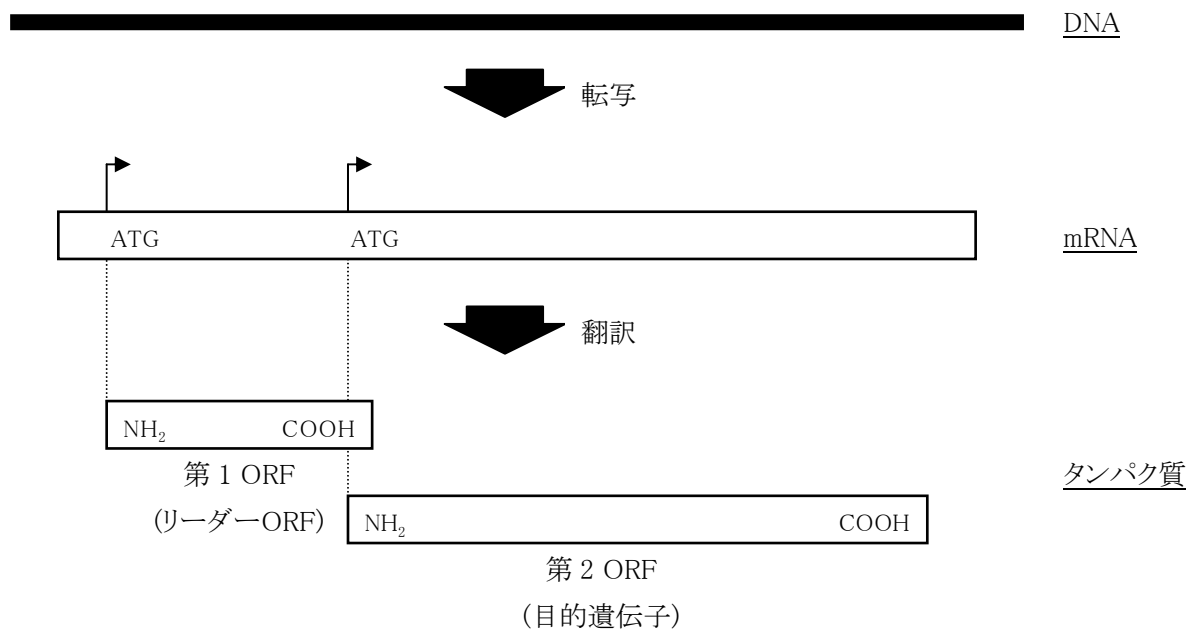 DNA
転写
ATG ATG
mRNA
翻訳
NH₂ COOH
第 1 ORF
(リーダーORF)
タンパク質
NH₂ COOH
第 2 ORF
(目的遺伝子)